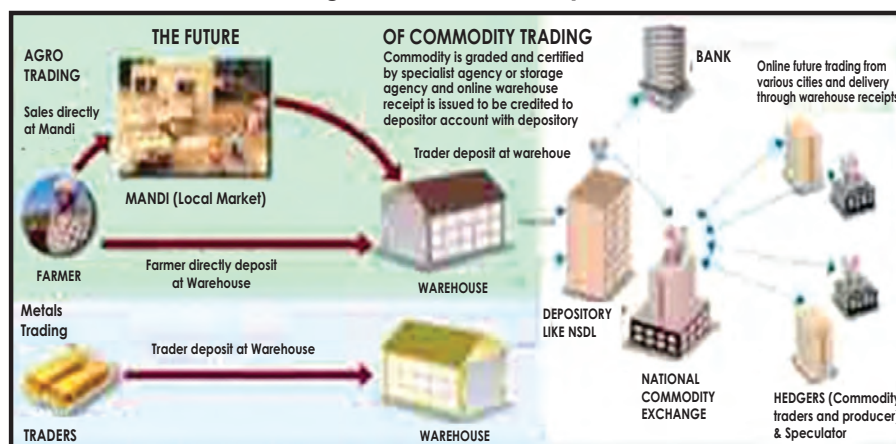 THE FUTURE
OF COMMODITY TRADING
AGRO
TRADING
Sales directly
at Mandi
MANDI (Local Market)
Commodity is graded and certified
by specialist agency or storage
agency and online warehouse
receipt is issued to be credited to
depositor account with depository
Trader deposit at warehoue
FARMER
Farmer directly deposit
at Warehouse
WAREHOUSE
BANK
Online future trading from
various cities and delivery
through warehouse receipts
DEPOSITORY
LIKE NSDL
Metals
Trading
Trader deposit at Warehouse
TRADERS
WAREHOUSE
NATIONAL
COMMODITY
EXCHANGE
HEDGERS (Commodity
traders and producer
& Speculator